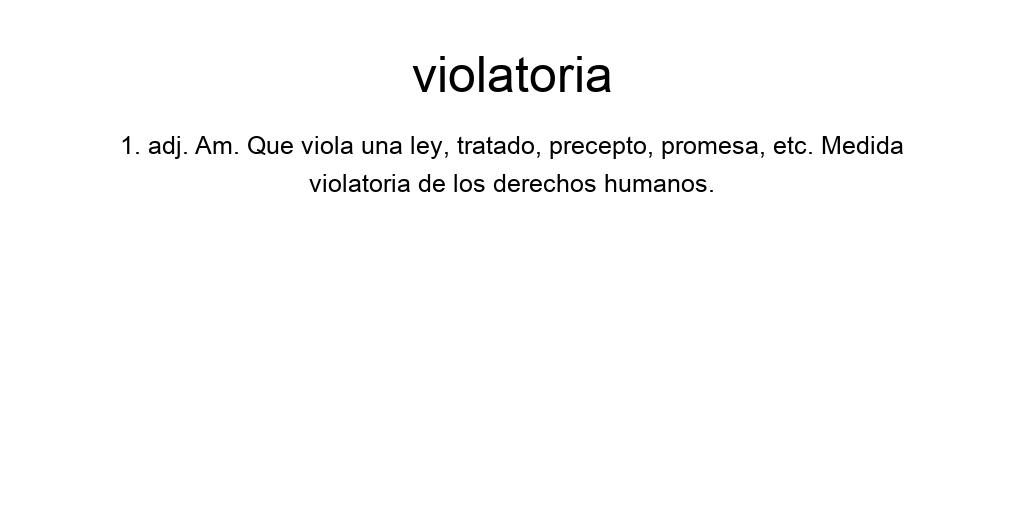 violatoria
1. adj. Am. Que viola una ley, tratado, precepto, promesa, etc. Medida
violatoria de los derechos humanos.